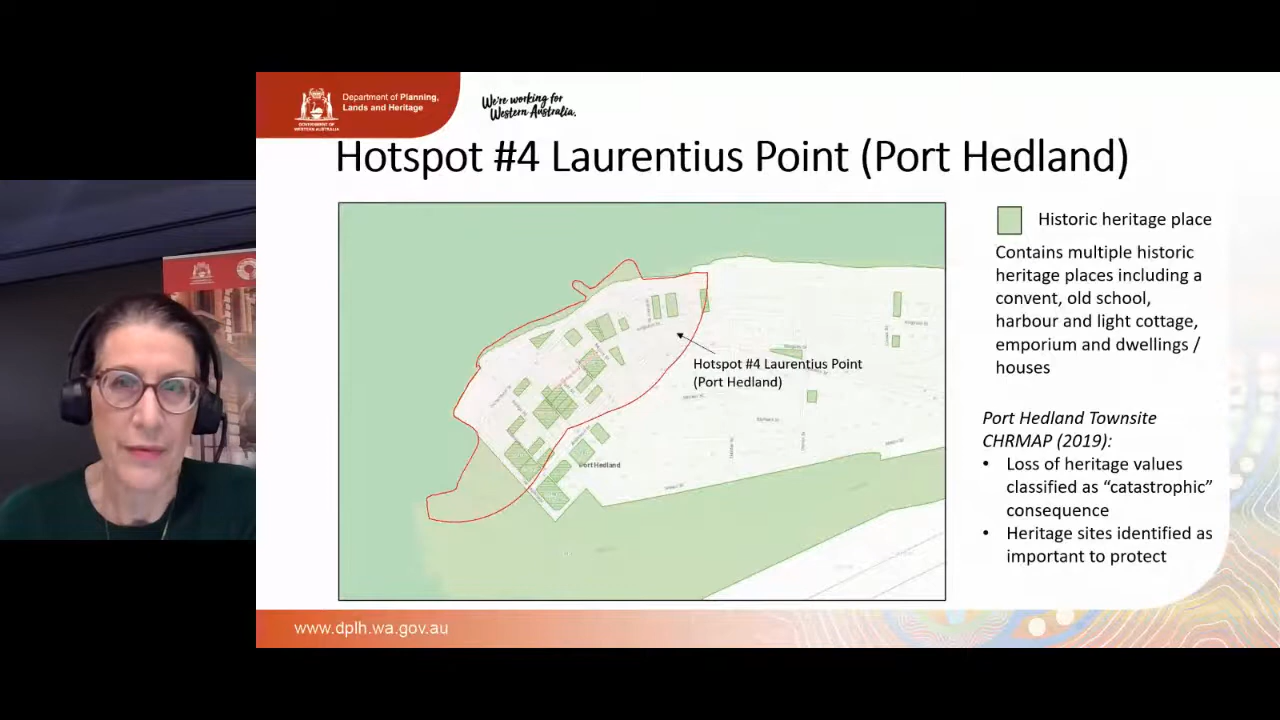 Department of Planning,
Lands and Heritage
GOVERNMENT OF
WESTERN AUSTRALIA
We're working for
Western Australia.
Hotspot #4 Laurentius Point (Port Hedland)
Historic heritage place
Contains multiple historic
heritage places including a
convent, old school,
harbour and light cottage,
emporium and dwellings /
houses
Hotspot #4 Laurentius Point
(Port Hedland)
Port Hedland
Port Hedland Townsite
CHRMAP (2019):
• Loss of heritage values
classified as “catastrophic”
consequence
• Heritage sites identified as
important to protect
www.dplh.wa.gov.au